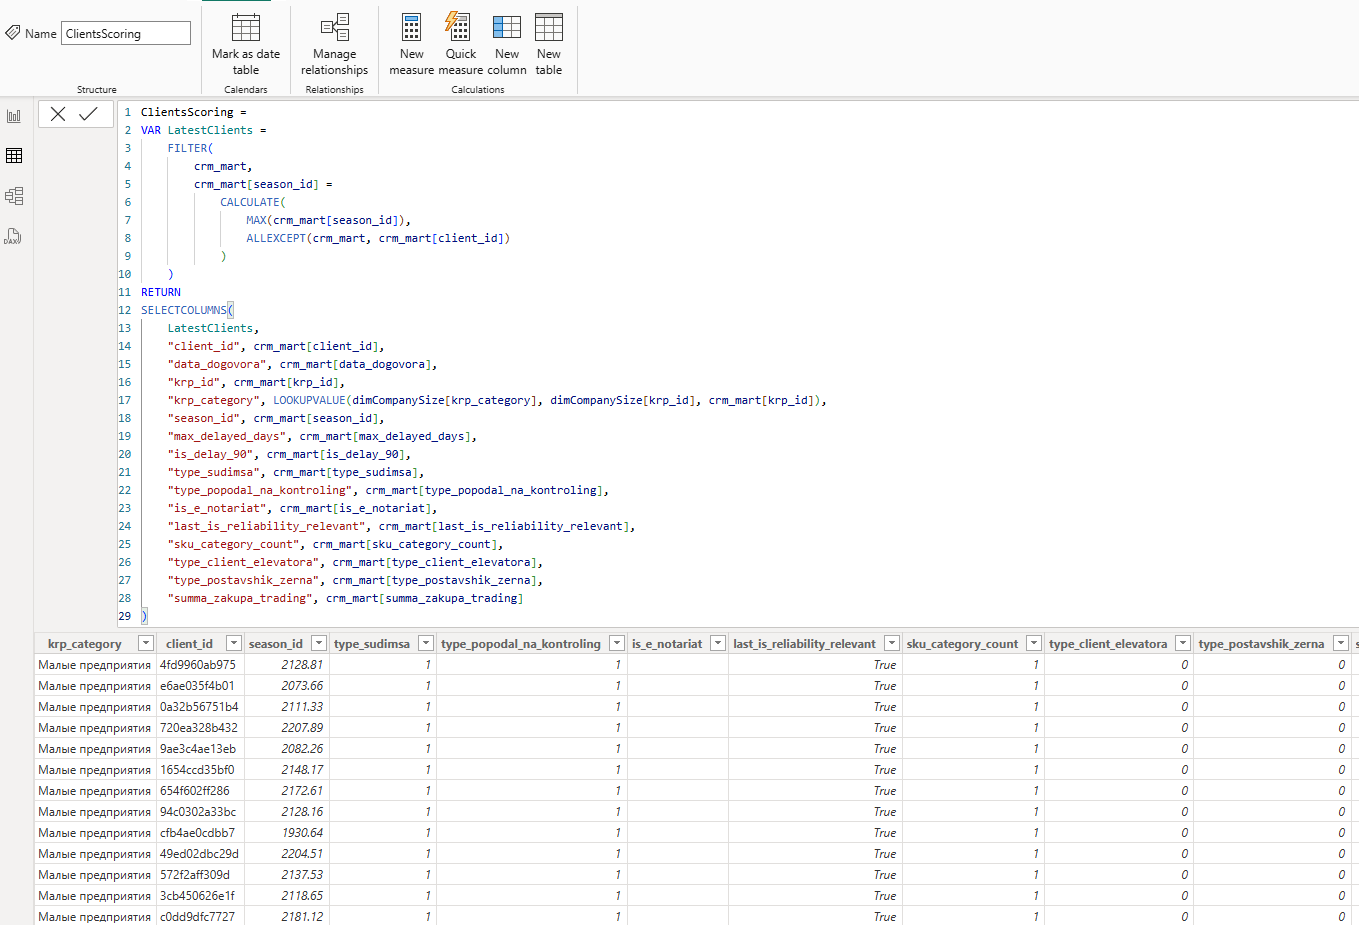 Name ClientsScoring
Mark as date table
Manage relationships
New measure
Quick measure
New column
New table
Structure
Calendars
Relationships
Calculations
1 ClientsScoring =
2 VAR LatestClients =
3 FILTER(
4 crm_mart,
5 crm_mart[season_id] =
6 CALCULATE(
7 MAX(crm_mart[season_id]),
8 ALLEXCEPT(crm_mart, crm_mart[client_id])
9 )
10 )
11 RETURN
12 SELECTCOLUMNS(
13 LatestClients,
14 "client_id", crm_mart[client_id],
15 "data_dogovora", crm_mart[data_dogovora],
16 "krp_id", crm_mart[krp_id],
17 "krp_category", LOOKUPVALUE(dimCompanySize[krp_category], dimCompanySize[krp_id], crm_mart[krp_id]),
18 "season_id", crm_mart[season_id],
19 "max_delayed_days", crm_mart[max_delayed_days],
20 "is_delay_90", crm_mart[is_delay_90],
21 "type_sudimsa", crm_mart[type_sudimsa],
22 "type_popodal_na_kontroling", crm_mart[type_popodal_na_kontroling],
23 "is_e_notariat", crm_mart[is_e_notariat],
24 "last_is_reliability_relevant", crm_mart[last_is_reliability_relevant],
25 "sku_category_count", crm_mart[sku_category_count],
26 "type_client_elevatora", crm_mart[type_client_elevatora],
27 "type_postavshik_zerna", crm_mart[type_postavshik_zerna],
28 "summa_zakupa_trading", crm_mart[summa_zakupa_trading]
29 )
DAX
krp_category client_id season_id type_sudimsa type_popodal_na_kontroling is_e_notariat last_is_reliability_relevant sku_category_count type_client_elevatora type_postavshik_zerna
Малые предприятия 4fd9960ab975 2128.81 1 1 True 1 0 0
Малые предприятия e6ae035f4b01 2073.66 1 1 True 1 0 0
Малые предприятия 0a32b56751b4 2111.33 1 1 True 1 0 0
Малые предприятия 720ea328b432 2207.89 1 1 True 1 0 0
Малые предприятия 9ae3c4ae13eb 2082.26 1 1 True 1 0 0
Малые предприятия 1654ccd35bf0 2148.17 1 1 True 1 0 0
Малые предприятия 654f602ff286 2172.61 1 1 True 1 0 0
Малые предприятия 94c0302a33bc 2128.16 1 1 True 1 0 0
Малые предприятия cfb4ae0cdbb7 1930.64 1 1 True 1 0 0
Малые предприятия 49ed02dbc29d 2204.51 1 1 True 1 0 0
Малые предприятия 572f2aff309d 2137.53 1 1 True 1 0 0
Малые предприятия 3cb450626e1f 2118.65 1 1 True 1 0 0
Малые предприятия c0dd9dfc7727 2181.12 1 1 True 1 0 0